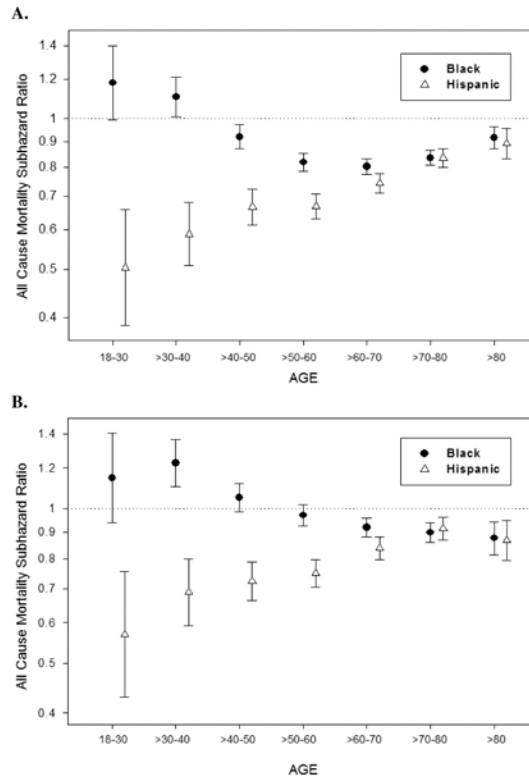 A.
All Cause Mortality Subhazard Ratio
1.4
1.2
1
0.9
0.8
0.7
0.6
0.5
0.4
Black
Hispanic
18-30 >30-40 >40-50 >50-60 >60-70 >70-80 >80
AGE
B.
All Cause Mortality Subhazard Ratio
1.4
1.2
1
0.9
0.8
0.7
0.6
0.5
0.4
Black
Hispanic
18-30 >30-40 >40-50 >50-60 >60-70 >70-80 >80
AGE